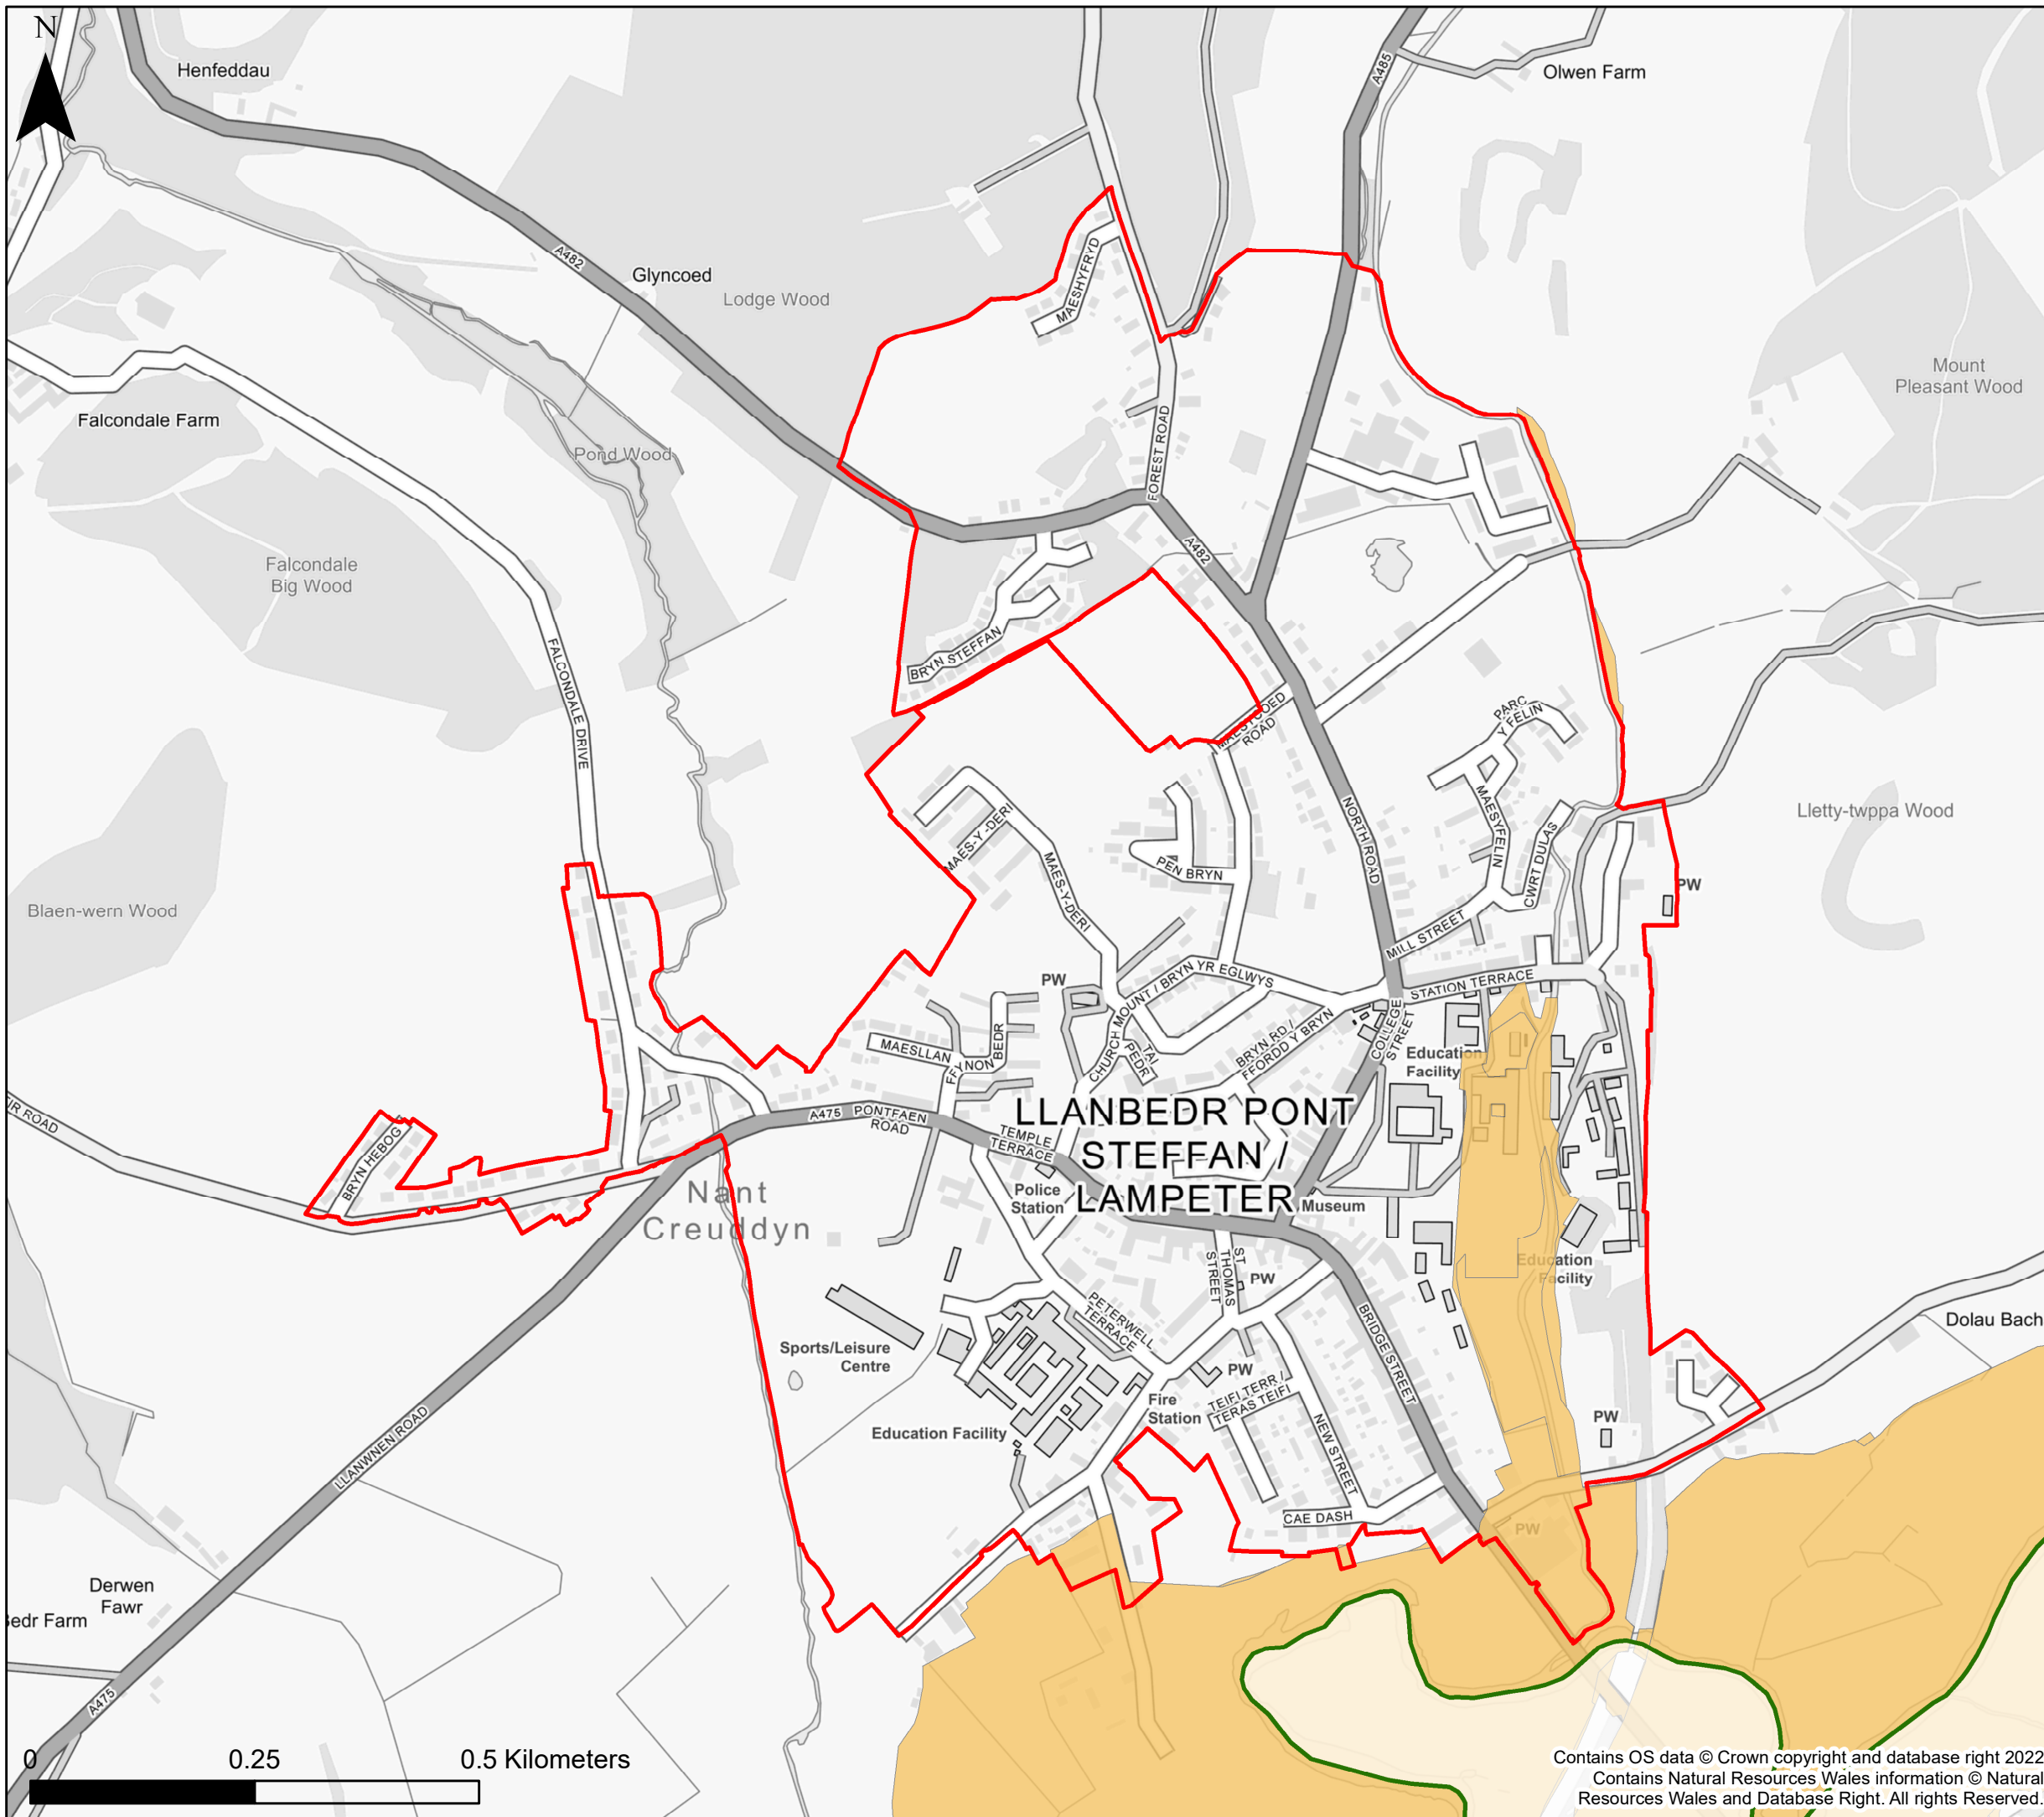 N
Henfeddau
A485
Olwen Farm
A482
Glyncoed
Lodge Wood
MAESHYFRYD
Mount
Pleasant Wood
Falcondale Farm
Pond Wood
FOREST ROAD
A482
Falcondale
Big Wood
FALCONDALE DRIVE
BRYN STEFFAN
MAESYCOED
ROAD
PARC
Y FELIN
NORTH ROAD
MAESYFELIN
CWRT DULAS
Lletty-twppa Wood
MAES-Y-DERI
MAES-Y-DERI
PEN BRYN
PW
Blaen-wern Wood
MILL STREET
PW
CHURCH MOUNT / BRYN YR EGLWYS
STATION TERRACE
COLLEGE
STREET
MAESLLAN
FFYNON BEDR
TAI
PEDR
BRYN RD /
FFORDD Y BRYN
Education
Facility
IR ROAD
BRYN HEBOG
A475
PONTFAEN
ROAD
TEMPLE
TERRACE
LLANBEDR PONT
STEFFAN /
LAMPETER
Police
Station
Museum
Nant
Creuddyn
Education
Facility
ST
THOMAS
STREET
PW
PETERWELL
TERRACE
BRIDGE STREET
Dolau Bach
Sports/Leisure
Centre
PW
TEIFI TERR /
TERAS TEIFI
Fire
Station
NEW STREET
PW
Education Facility
LLANWNEN ROAD
CAE DASH
PW
Derwen
Fawr
Bedr Farm
A475
0
0.25
0.5 Kilometers
Contains OS data © Crown copyright and database right 2022
Contains Natural Resources Wales information © Natural
Resources Wales and Database Right. All rights Reserved.